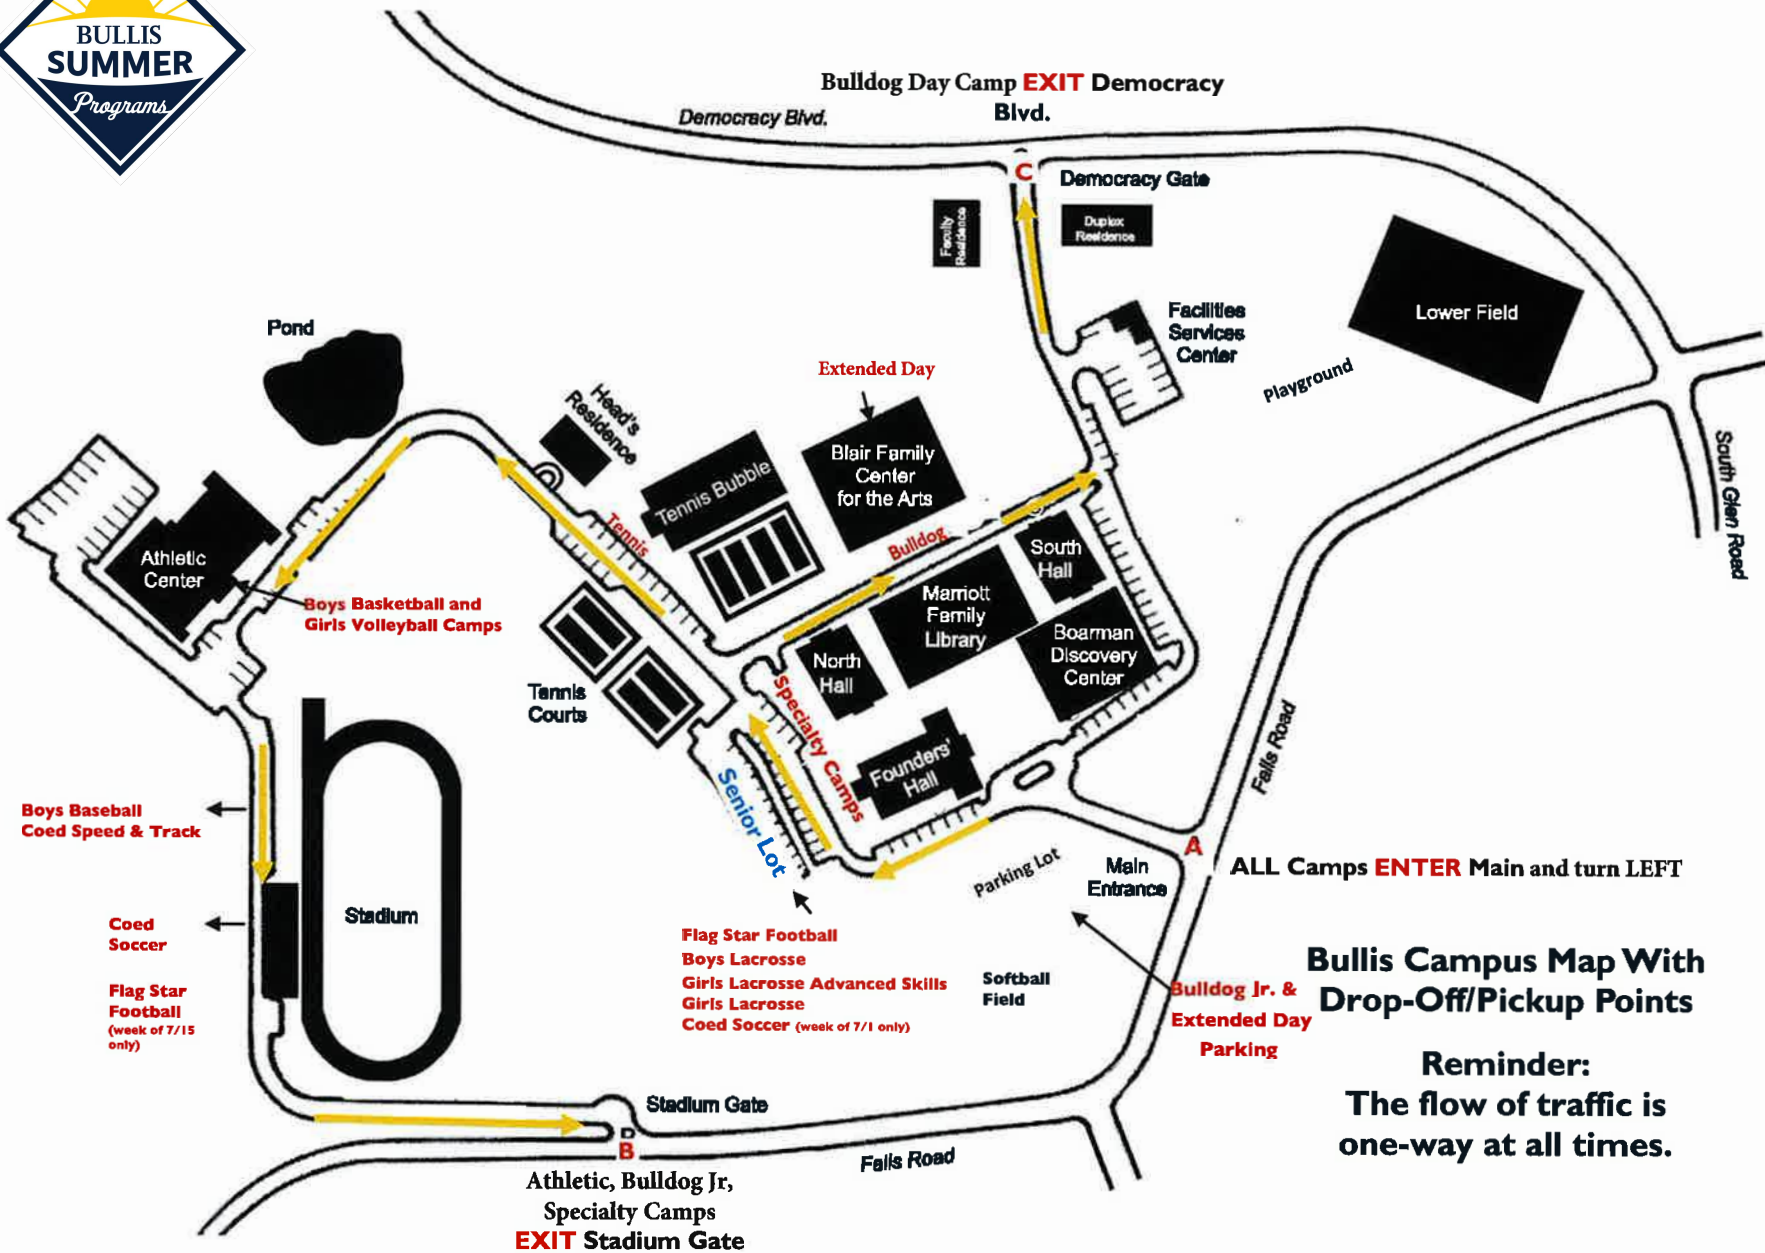 BULLIS
SUMMER
Programs
Bulldog Day Camp EXIT Democracy
Blvd.
Democracy Blvd.
C
Democracy Gate
Faculty
Residence
Duplex
Residence
Facilities
Services
Center
Lower Field
Playground
South Glen Road
Pond
Head's
Residence
Extended Day
Blair Family
Center
for the Arts
Tennis Bubble
Tennis
Bulldog
South
Hall
Marriott
Family
Library
Boarman
Discovery
Center
North
Hall
Athletic
Center
Boys Basketball and
Girls Volleyball Camps
Tennis
Courts
Specialty Camps
Founders'
Hall
Senior Lot
Falls Road
Boys Baseball
Coed Speed & Track
A
ALL Camps ENTER Main and turn LEFT
Parking Lot
Main
Entrance
Stadium
Coed
Soccer
Flag Star
Football
(week of 7/15
only)
Flag Star Football
Boys Lacrosse
Girls Lacrosse Advanced Skills
Girls Lacrosse
Coed Soccer (week of 7/1 only)
Softball
Field
Bulldog Jr. &
Extended Day
Parking
Bullis Campus Map With
Drop-Off/Pickup Points
Reminder:
The flow of traffic is
one-way at all times.
Stadium Gate
B
Falls Road
Athletic, Bulldog Jr,
Specialty Camps
EXIT Stadium Gate